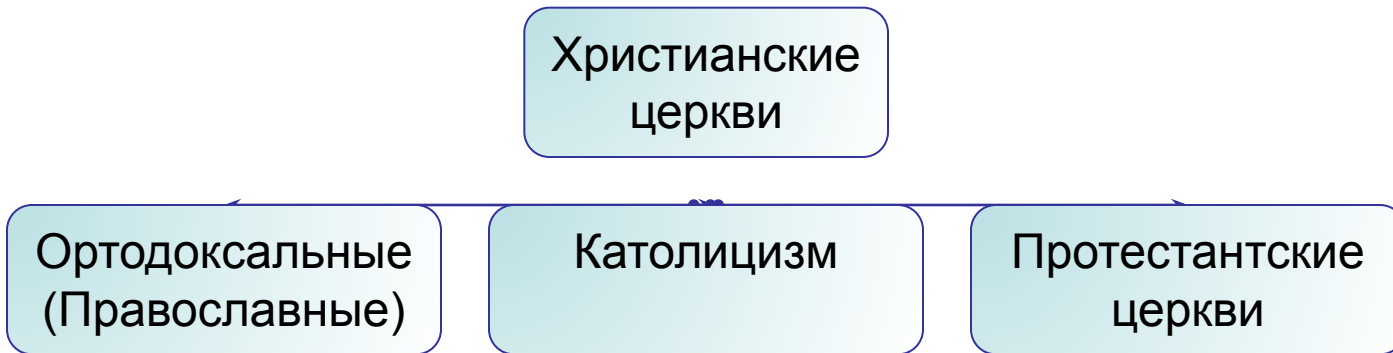 Христианские
церкви
Ортодоксальные
(Православные)
Католицизм
Протестантские
церкви